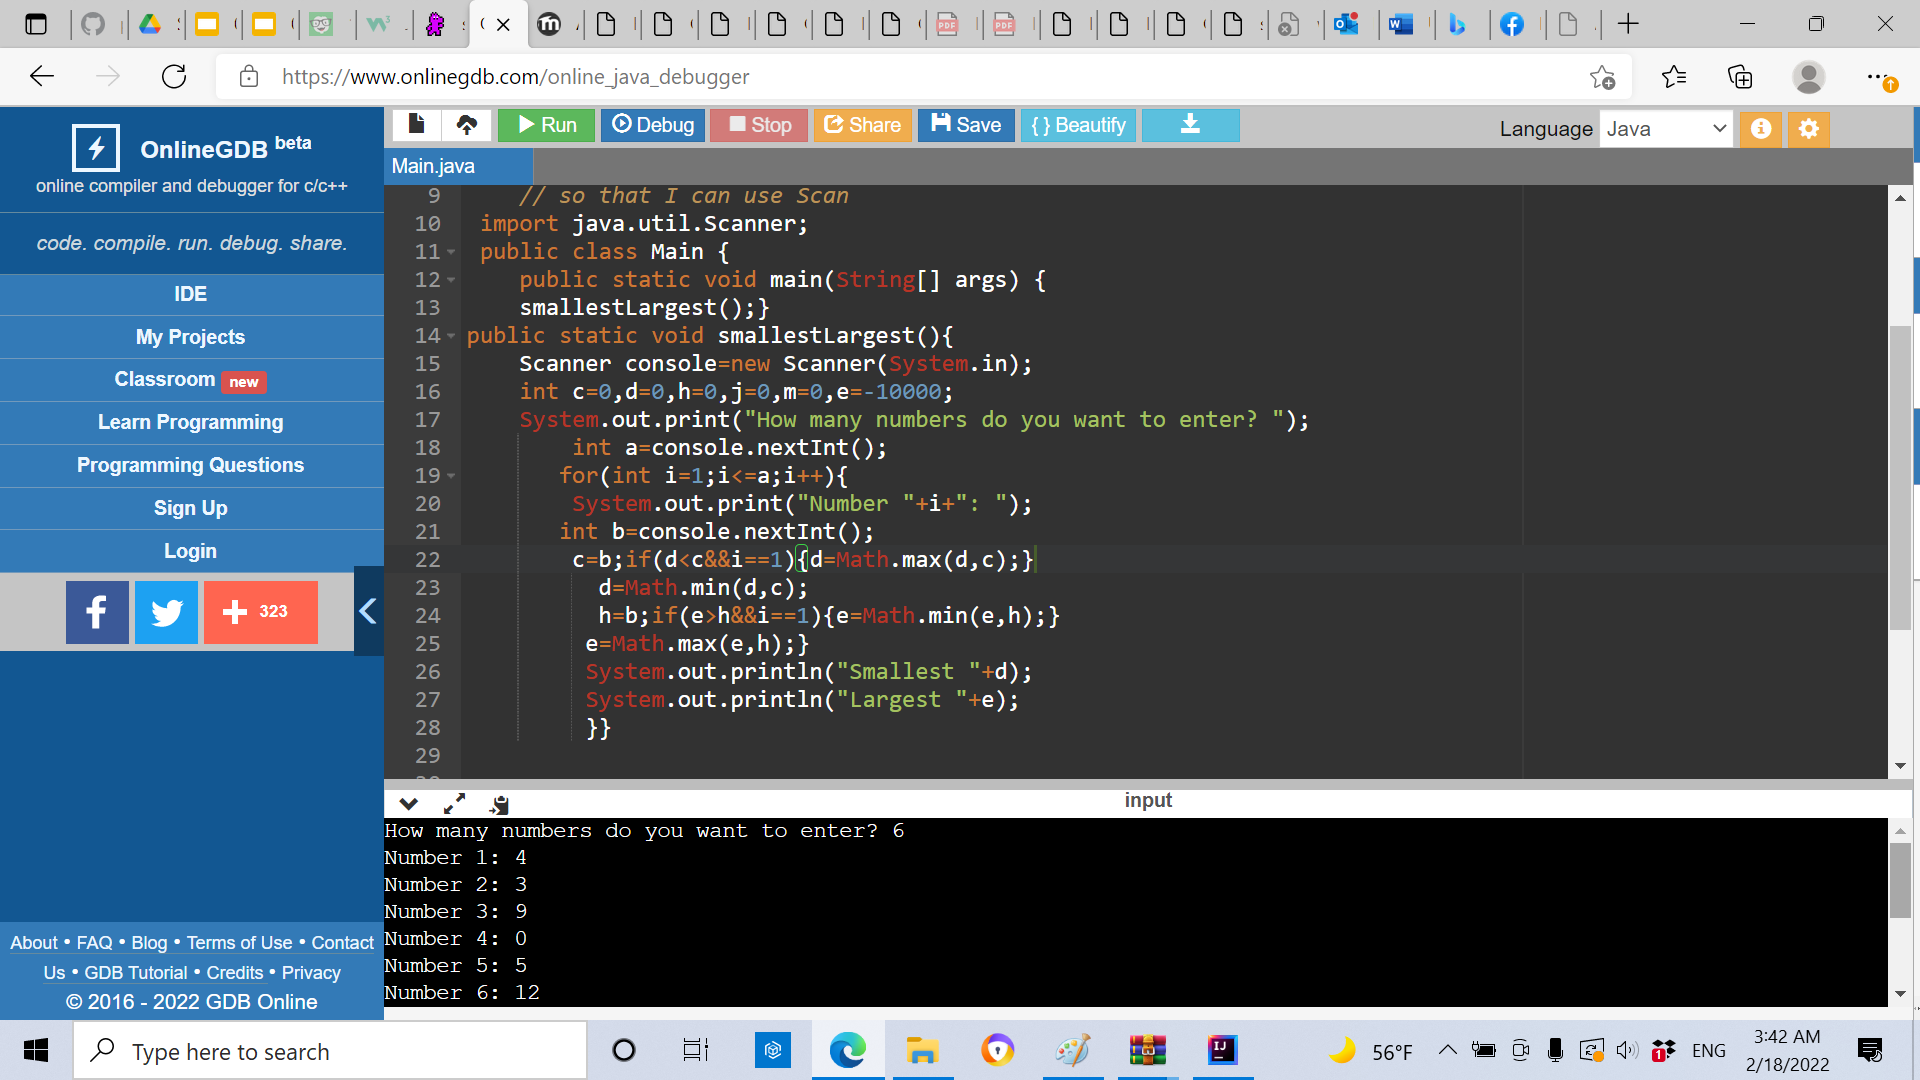 https://www.onlinegdb.com/online_java_debugger
OnlineGDB beta
online compiler and debugger for c/c++
code. compile. run. debug. share.
IDE
My Projects
Classroom new
Learn Programming
Programming Questions
Sign Up
Login
323
About • FAQ • Blog • Terms of Use • Contact
Us • GDB Tutorial • Credits • Privacy
© 2016 - 2022 GDB Online
Run Debug Stop Share Save { } Beautify
Language Java
Main.java
9 // so that I can use Scan
10 import java.util.Scanner;
11 public class Main {
12 public static void main(String[] args) {
13 smallestLargest();}
14 public static void smallestLargest(){
15 Scanner console=new Scanner(System.in);
16 int c=0,d=0,h=0,j=0,m=0,e=-10000;
17 System.out.print("How many numbers do you want to enter? ");
18 int a=console.nextInt();
19 for(int i=1;i<=a;i++){
20 System.out.print("Number "+i+": ");
21 int b=console.nextInt();
22 c=b;if(d<c&&i==1){d=Math.max(d,c);}
23 d=Math.min(d,c);
24 h=b;if(e>h&&i==1){e=Math.min(e,h);}
25 e=Math.max(e,h);}
26 System.out.println("Smallest "+d);
27 System.out.println("Largest "+e);
28 }}
29
input
How many numbers do you want to enter? 6
Number 1: 4
Number 2: 3
Number 3: 9
Number 4: 0
Number 5: 5
Number 6: 12
Type here to search
56°F
ENG
3:42 AM
2/18/2022